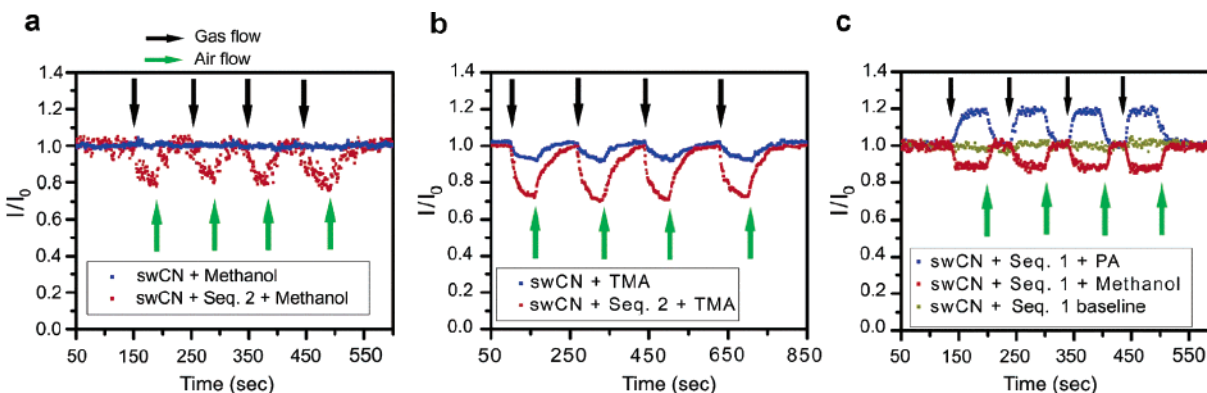 a
Gas flow
Air flow
1.4
1.2
1.0
0.8
0.6
0.4
0.2
0.0
I/I0
swCN + Methanol
swCN + Seq. 2 + Methanol
50 150 250 350 450 550
Time (sec)
b
1.4
1.2
1.0
0.8
0.6
0.4
0.2
0.0
I/I0
swCN + TMA
swCN + Seq. 2 + TMA
50 250 450 650 850
Time (sec)
c
1.4
1.2
1.0
0.8
0.6
0.4
0.2
0.0
I/I0
swCN + Seq. 1 + PA
swCN + Seq. 1 + Methanol
swCN + Seq. 1 baseline
50 150 250 350 450 550
Time (sec)